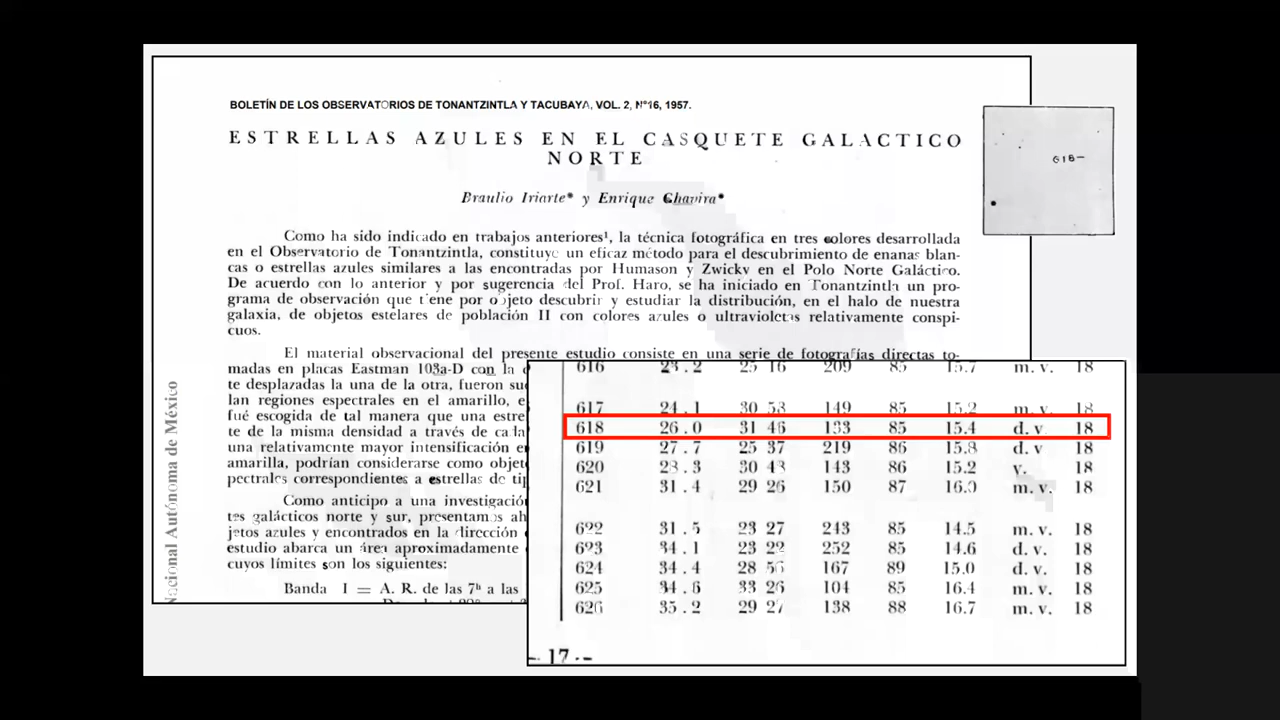 BOLETÍN DE LOS OBSERVATORIOS DE TONANTZINTLA Y TACUBAYA, VOL. 2, Nº16, 1957.
ESTRELLAS AZULES EN EL CASQUETE GALACTICO
NORTE
Braulio Iriarte* y Enrique Chavira*
618—
Como ha sido indicado en trabajos anteriores¹, la técnica fotográfica en tres colores desarrollada
en el Observatorio de Tonantzintla, constituye un eficaz método para el descubrimiento de enanas blan-
cas o estrellas azules similares a las encontradas por Humason y Zwicky en el Polo Norte Galáctico.
De acuerdo con lo anterior y por sugerencia del Prof. Haro, se ha iniciado en Tonantzintla un pro-
grama de observación que tiene por objeto descubrir y estudiar la distribución, en el halo de nuestra
galaxia, de objetos estelares de población II con colores azules o ultravioletas relativamente conspi-
cuos.
El material observacional del presente estudio consiste en una serie de fotografías directas to-
madas en placas Eastman 103a-D con la
te desplazadas la una de la otra, fueron
lan regiones espectrales en el amarillo,
fué escogida de tal manera que una
te de la misma densidad a través de cada
una relativamente mayor intensificación
amarilla, podrían considerarse como
pectrales correspondientes a estrellas de
Como anticipo a una
tes galácticos norte y sur, presentamos
jetos azules y encontrados en la dirección
estudio abarca un área aproximadamente
cuyos límites son los siguientes:
Banda I = A. R. de las 7ʰ a las
Nacional Autónoma de México
616 25 16 209 85 15.7 m. v. 18
617 24.1 30 53 149 85 15.2 m. v. 18
618 26.0 31 46 133 85 15.4 d. v. 18
619 27.7 25 37 219 86 15.8 d. v 18
620 143 86 15.2 v. 18
621 31.4 29 26 150 87 16.0 m. v. 18
622 31.5 23 27 243 85 14.5 m. v. 18
623 34.1 23 22 252 85 14.6 d. v. 18
624 34.4 28 167 89 15.0 d. v. 18
625 34.6 33 26 104 85 16.4 m. v. 18
626 35.2 29 27 138 88 16.7 m. v. 18
— 17 —